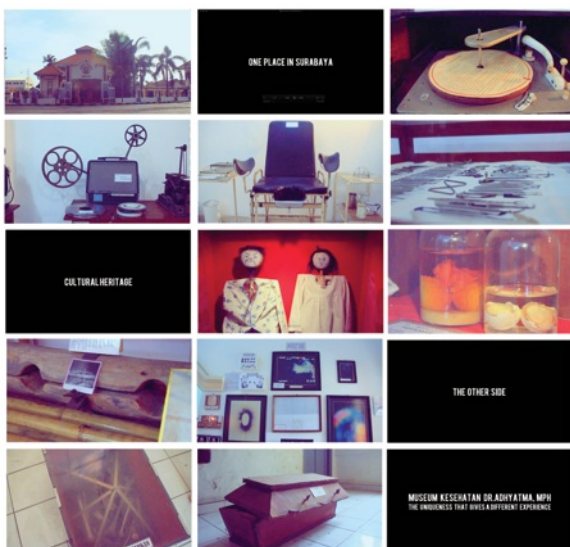 ONE PLACE IN SURABAYA
CULTURAL HERITAGE
THE OTHER SIDE
MUSEUM KESEHATAN DR.ADHYATMA, MPH
THE UNIQUENESS THAT GIVES A DIFFERENT EXPERIENCE